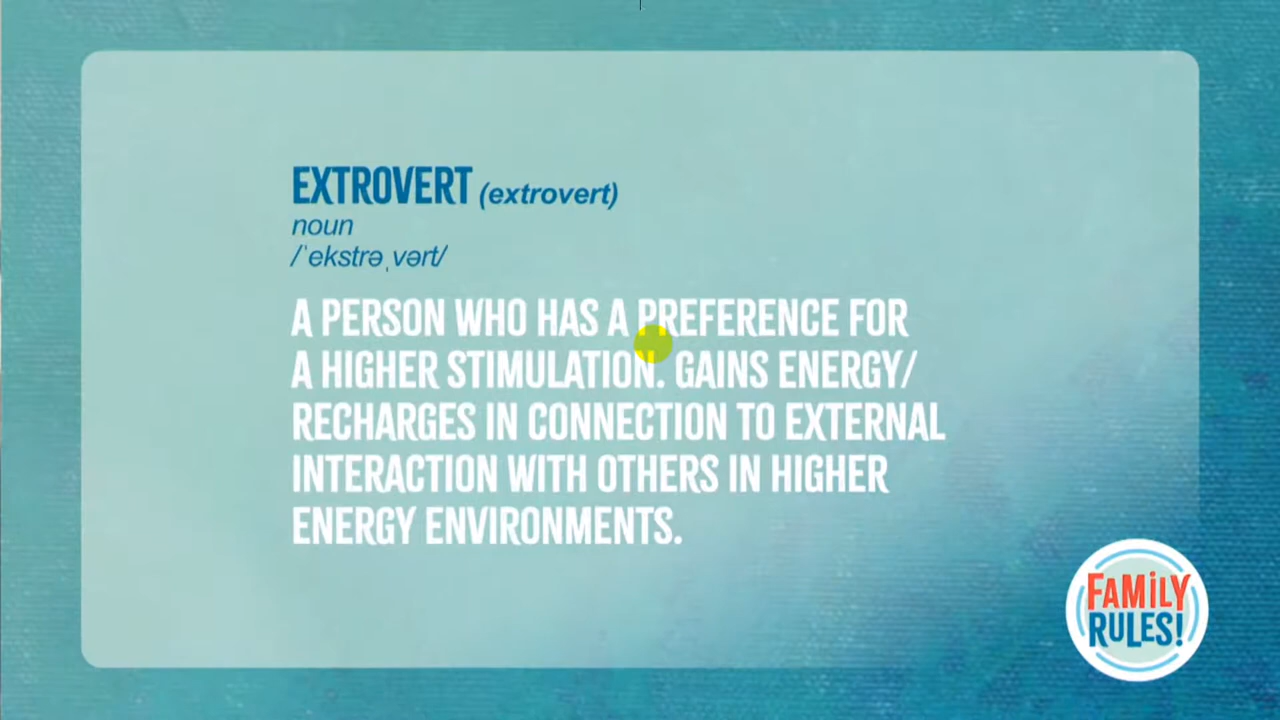 EXTROVERT (extrovert)
noun
/ˈekstrəˌvərt/
A PERSON WHO HAS A PREFERENCE FOR
A HIGHER STIMULATION. GAINS ENERGY/
RECHARGES IN CONNECTION TO EXTERNAL
INTERACTION WITH OTHERS IN HIGHER
ENERGY ENVIRONMENTS.
FAMiLY
RULES!